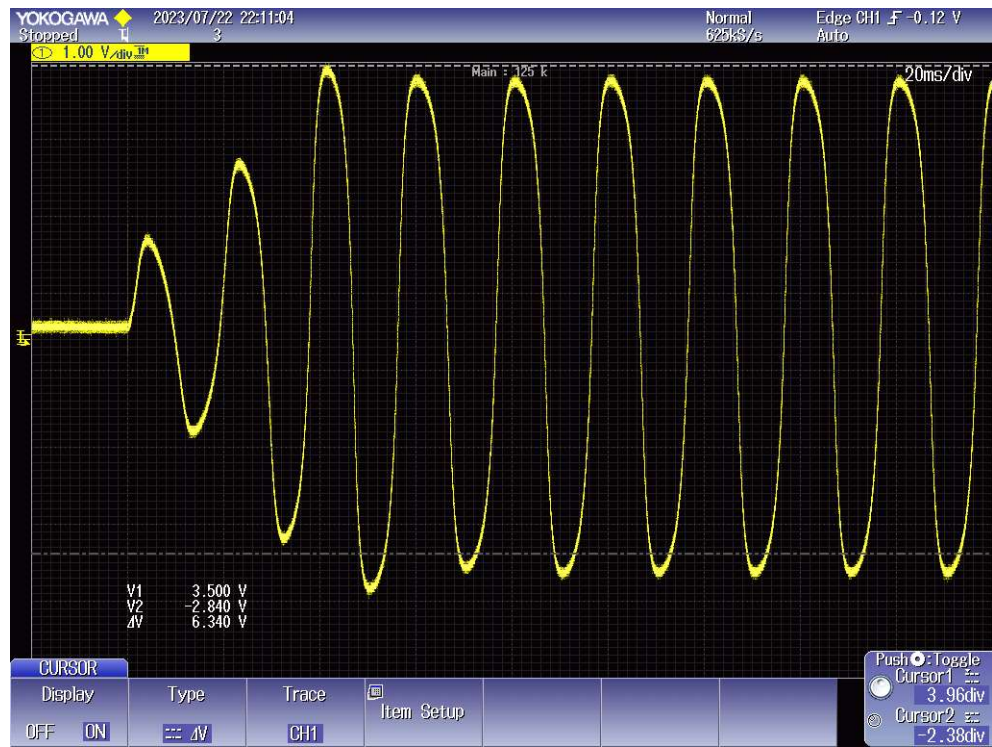 YOKOGAWA 2023/07/22 22:11:04 Normal Edge CH1 -0.12 V
Stopped 3 625kS/s Auto
① 1.00 V/div 1M
Main : 125 k 20ms/div
V1 3.500 V
V2 -2.840 V
ΔV 6.340 V
CURSOR
Display Type Trace Item Setup
OFF ON ΔV CH1
Push :Toggle
Cursor1
3.96div
Cursor2
-2.38div